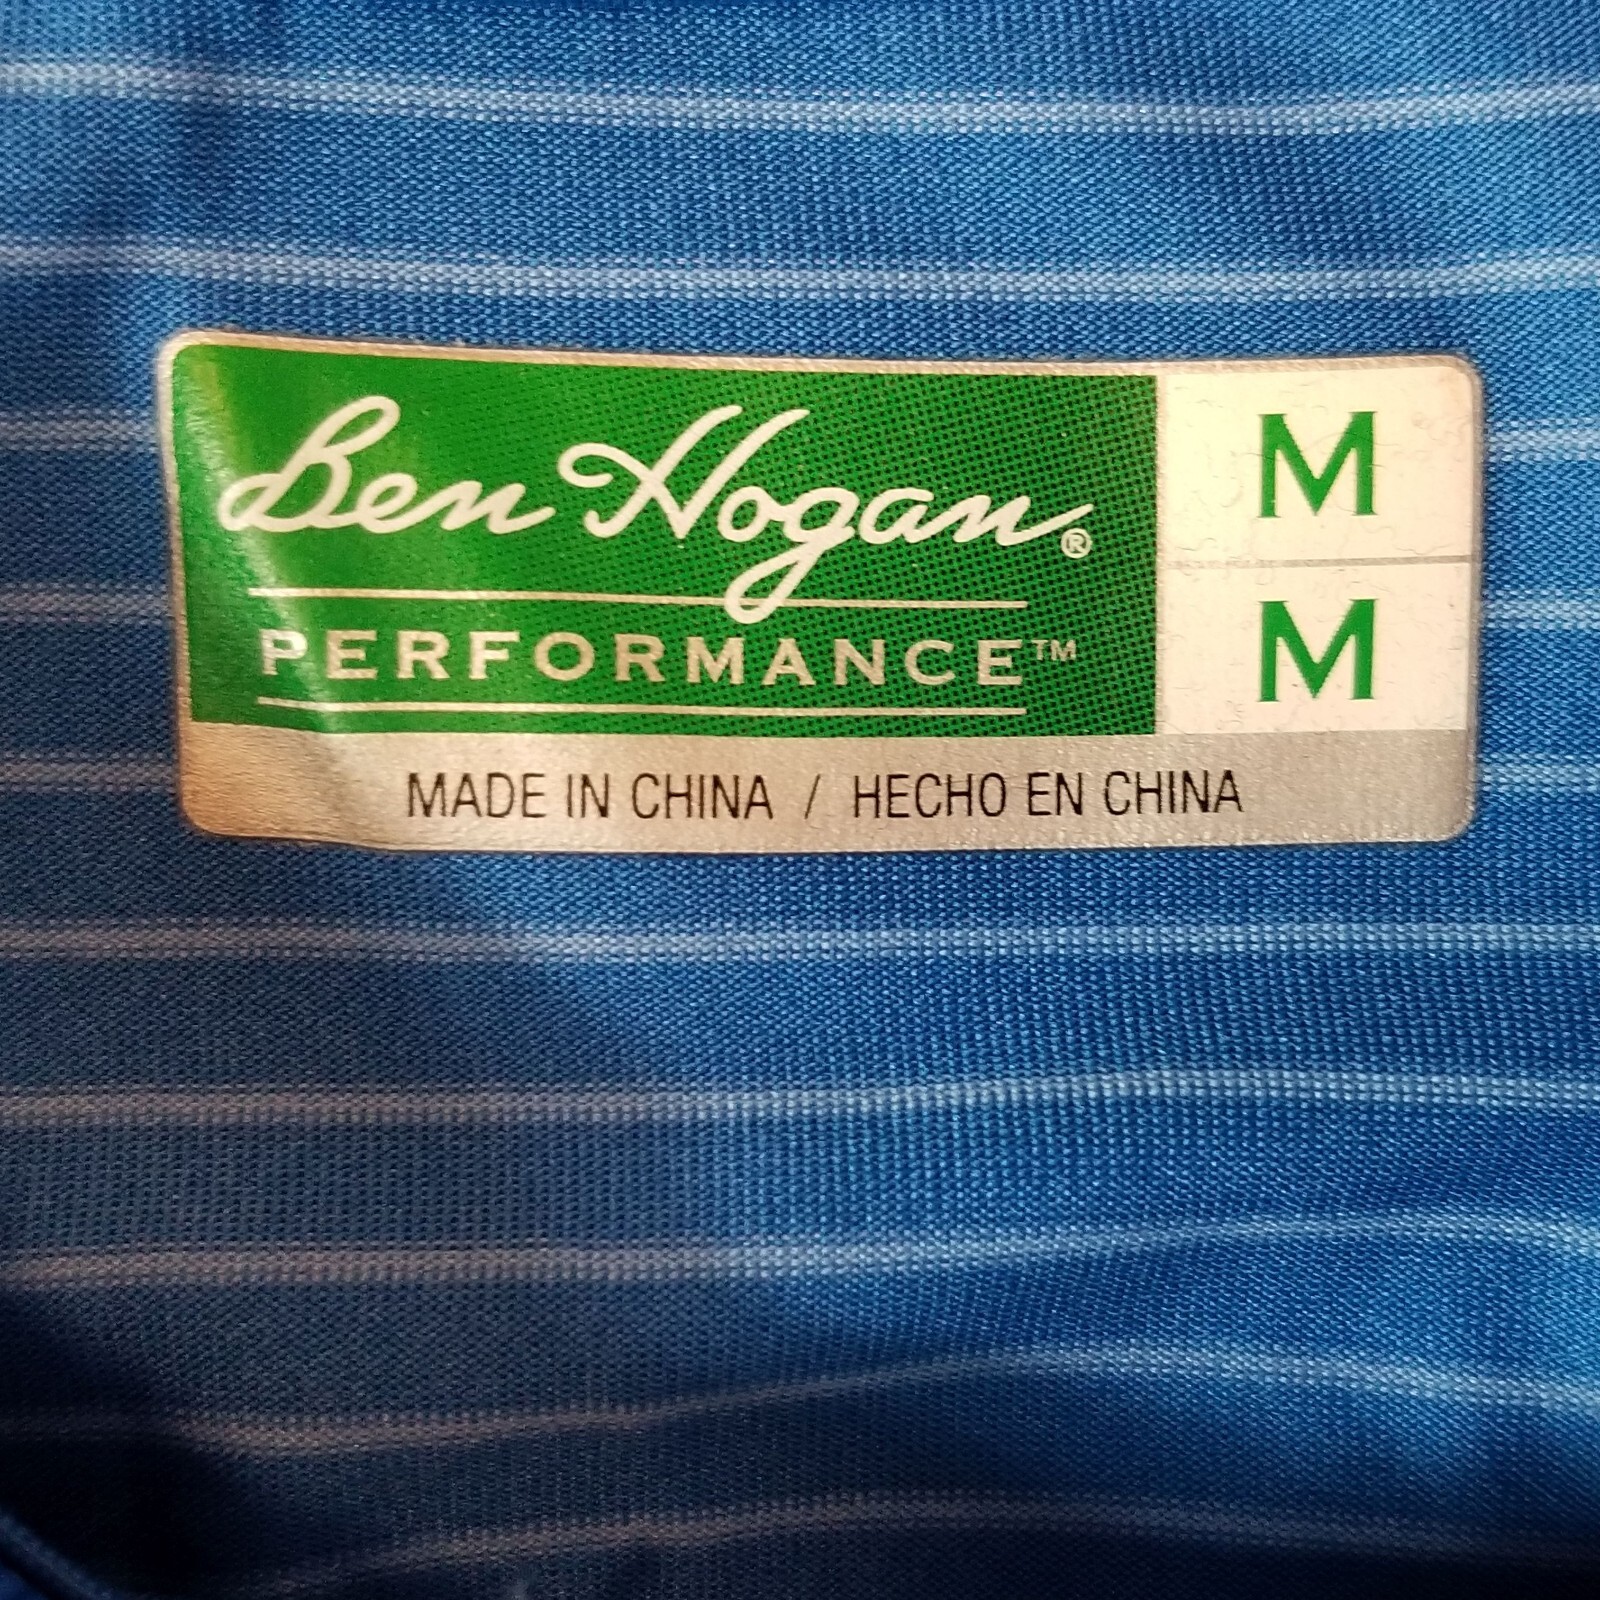 Ben Hogan®
PERFORMANCE™
M
M
MADE IN CHINA / HECHO EN CHINA